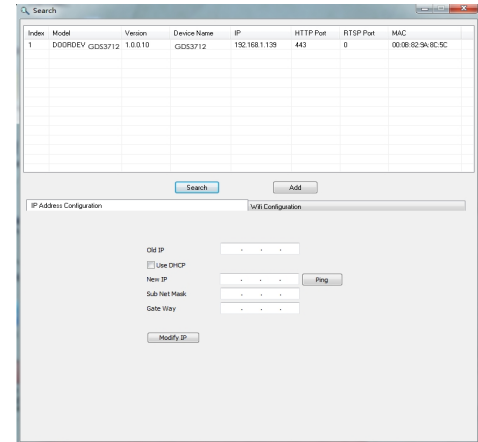 Search
Index Model Version Device Name IP HTTP Port RTSP Port MAC
1 DOORDEV GDS3712 1.0.0.10 GDS3712 192.168.1.139 443 0 00:0B:82:9A:8C:5C
Search Add
IP Address Configuration Wifi Configuration
Old IP . . .
Use DHCP
New IP . . . Ping
Sub Net Mask . . .
Gate Way . . .
Modify IP